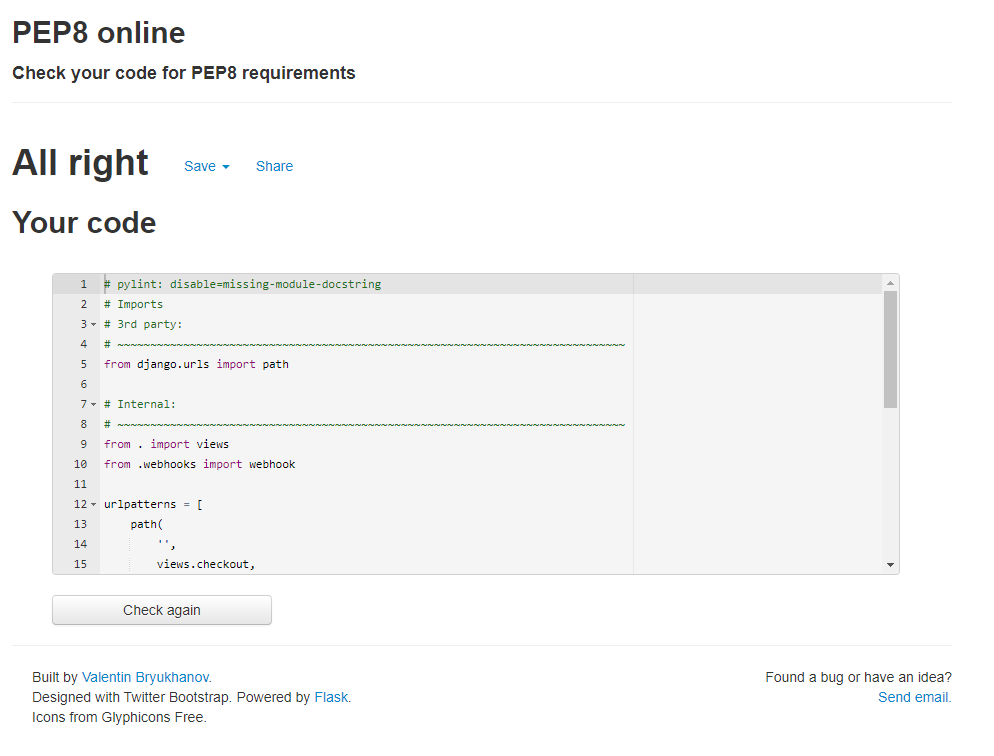 PEP8 online
Check your code for PEP8 requirements
All right Save Share
Your code
1 # pylint: disable=missing-module-docstring
2 # Imports
3 # 3rd party:
4 # ~~~~~~~~~~~~~~~~~~~~~~~~~~~~~~~~~~~~~~~~~~~~~~~~~~~~~~~~~~~~~~~~~~~~~~~~~~~~~
5 from django.urls import path
6
7 # Internal:
8 # ~~~~~~~~~~~~~~~~~~~~~~~~~~~~~~~~~~~~~~~~~~~~~~~~~~~~~~~~~~~~~~~~~~~~~~~~~~~~~
9 from . import views
10 from .webhooks import webhook
11
12 urlpatterns = [
13     path(
14         '',
15         views.checkout,
Check again
Built by Valentin Bryukhanov.
Designed with Twitter Bootstrap. Powered by Flask.
Icons from Glyphicons Free.
Found a bug or have an idea?
Send email.